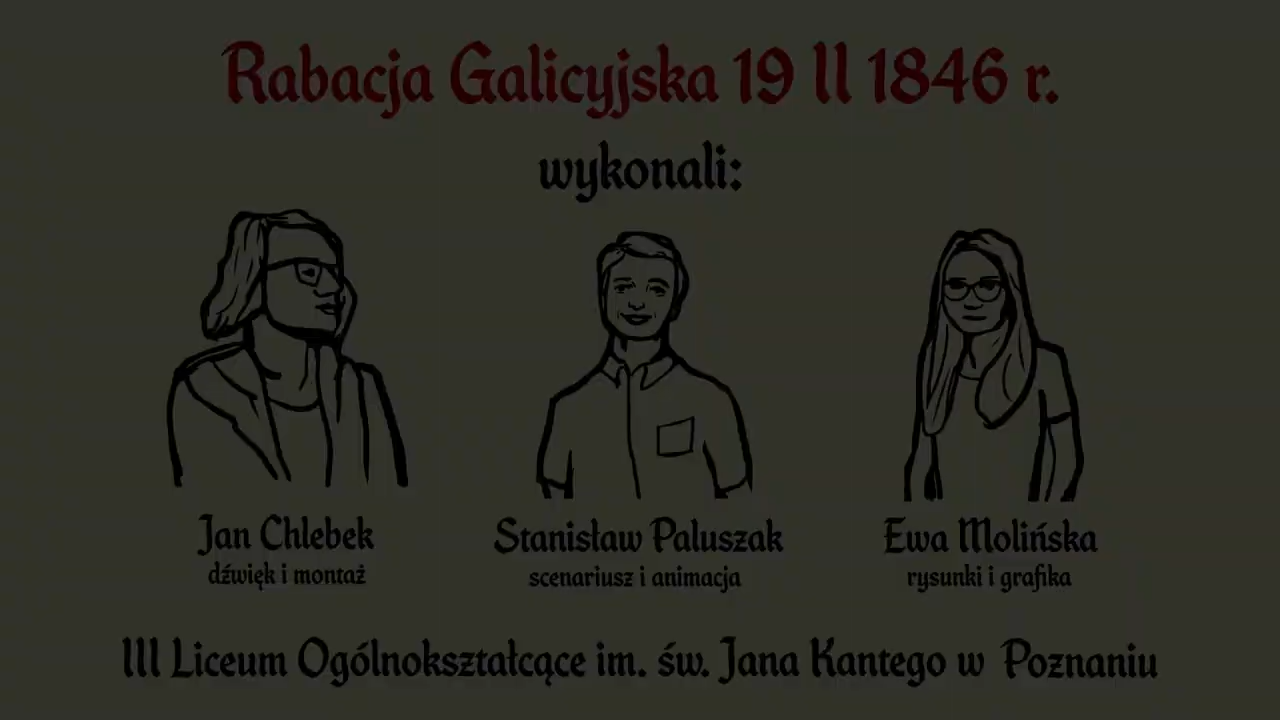 Rabacja Galicyjska 19 II 1846 r.
wykonali:
Jan Chlebek
dźwięk i montaż
Stanisław Paluszak
scenariusz i animacja
Ewa Molińska
rysunki i grafika
III Liceum Ogólnokształcące im. św. Jana Kantego w Poznaniu